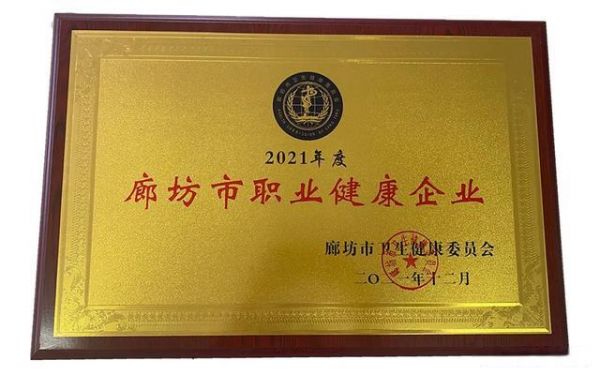 2021年度
廊坊市职业健康企业
廊坊市卫生健康委员会
二〇二一年十二月